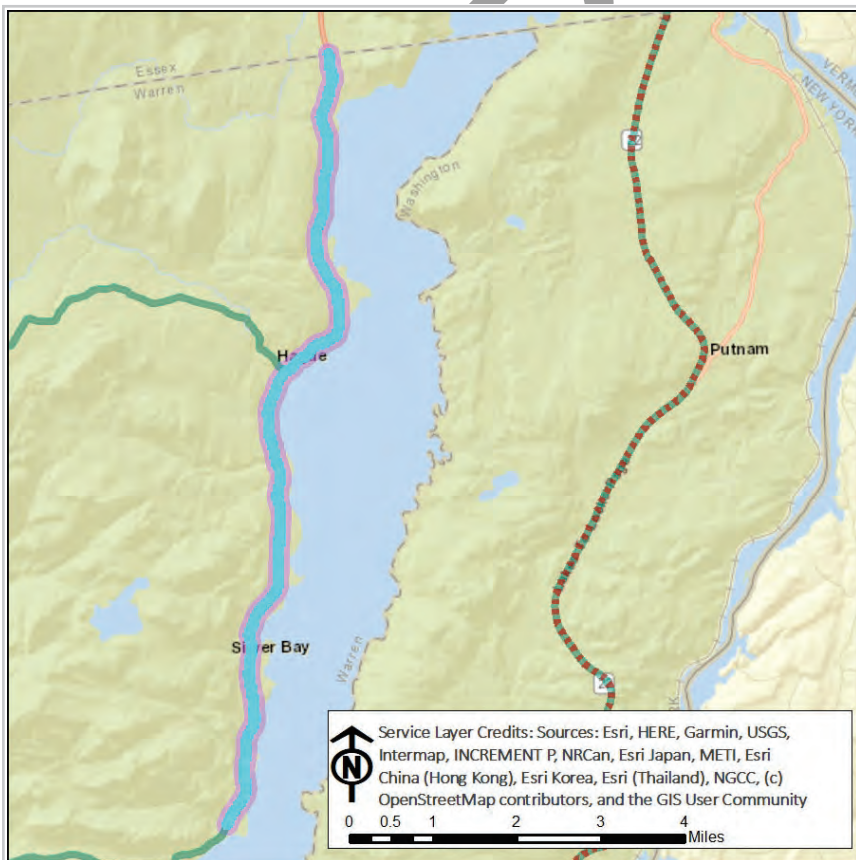 Essex
Warren
VERM
NEW YORK
Washington
Putnam
Hague
Silver Bay
Warren
RK
Service Layer Credits: Sources: Esri, HERE, Garmin, USGS,
Intermap, INCREMENT P, NRCan, Esri Japan, METI, Esri
China (Hong Kong), Esri Korea, Esri (Thailand), NGCC, (c)
OpenStreetMap contributors, and the GIS User Community
N
0 0.5 1 2 3 4
Miles